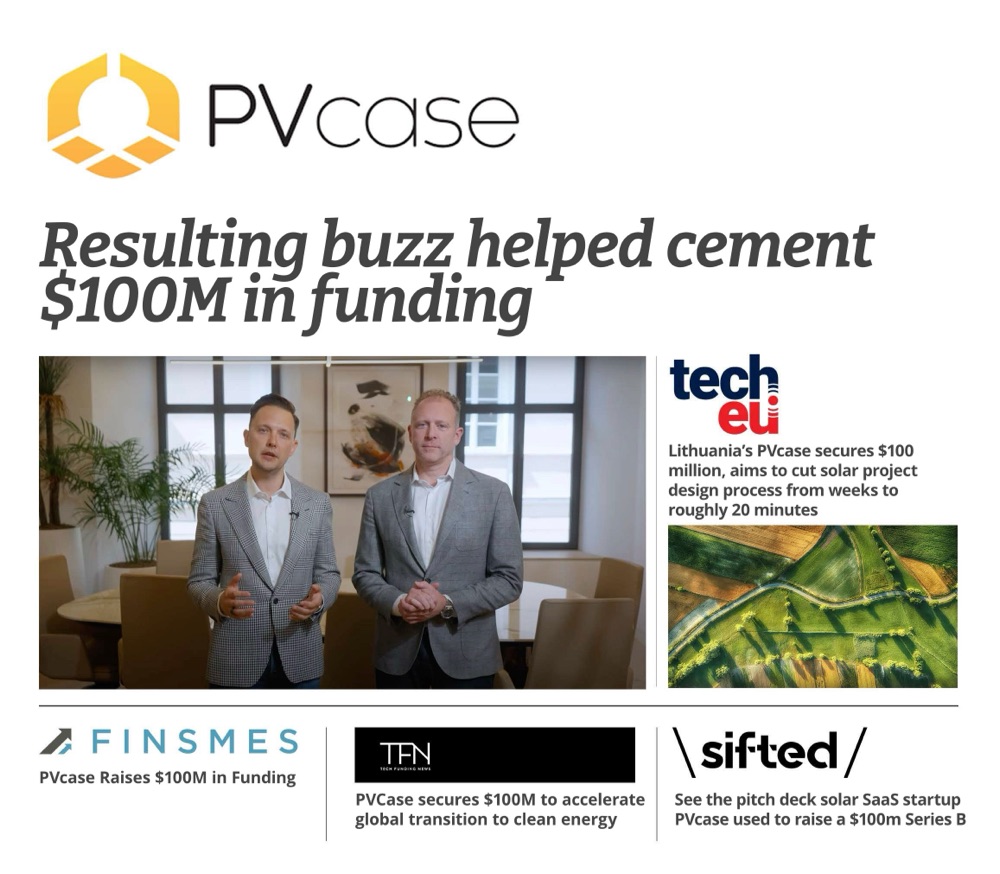 PVcase
Resulting buzz helped cement
$100M in funding
tech
eu
Lithuania's PVcase secures $100
million, aims to cut solar project
design process from weeks to
roughly 20 minutes
FINSMES
PVcase Raises $100M in Funding
TFN
TECH FUNDING NEWS
PVCase secures $100M to accelerate
global transition to clean energy
\sifted/
See the pitch deck solar SaaS startup
PVcase used to raise a $100m Series B